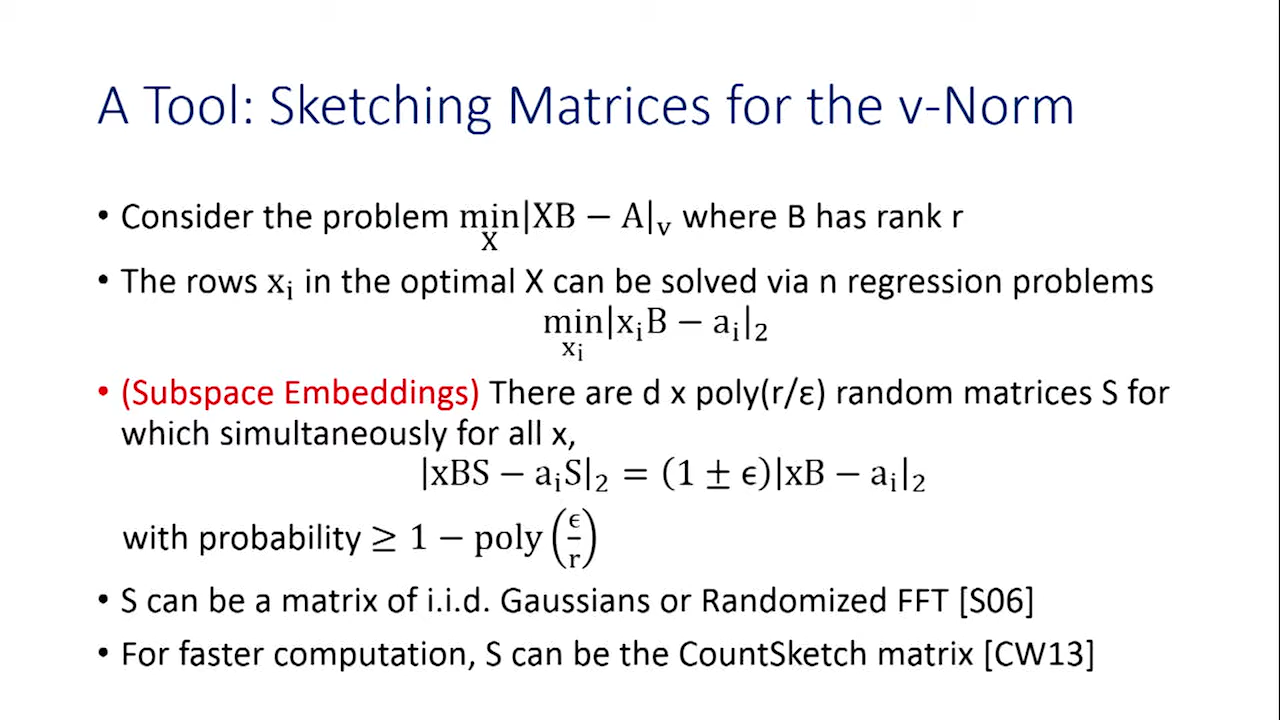 A Tool: Sketching Matrices for the v-Norm
• Consider the problem min|XB − A|ᵥ where B has rank r
X
• The rows xᵢ in the optimal X can be solved via n regression problems
min|xᵢB − aᵢ|₂
xᵢ
• (Subspace Embeddings) There are d x poly(r/ε) random matrices S for
which simultaneously for all x,
|xBS − aᵢS|₂ = (1 ± ϵ)|xB − aᵢ|₂
with probability ≥ 1 − poly(ϵ/r)
• S can be a matrix of i.i.d. Gaussians or Randomized FFT [S06]
• For faster computation, S can be the CountSketch matrix [CW13]